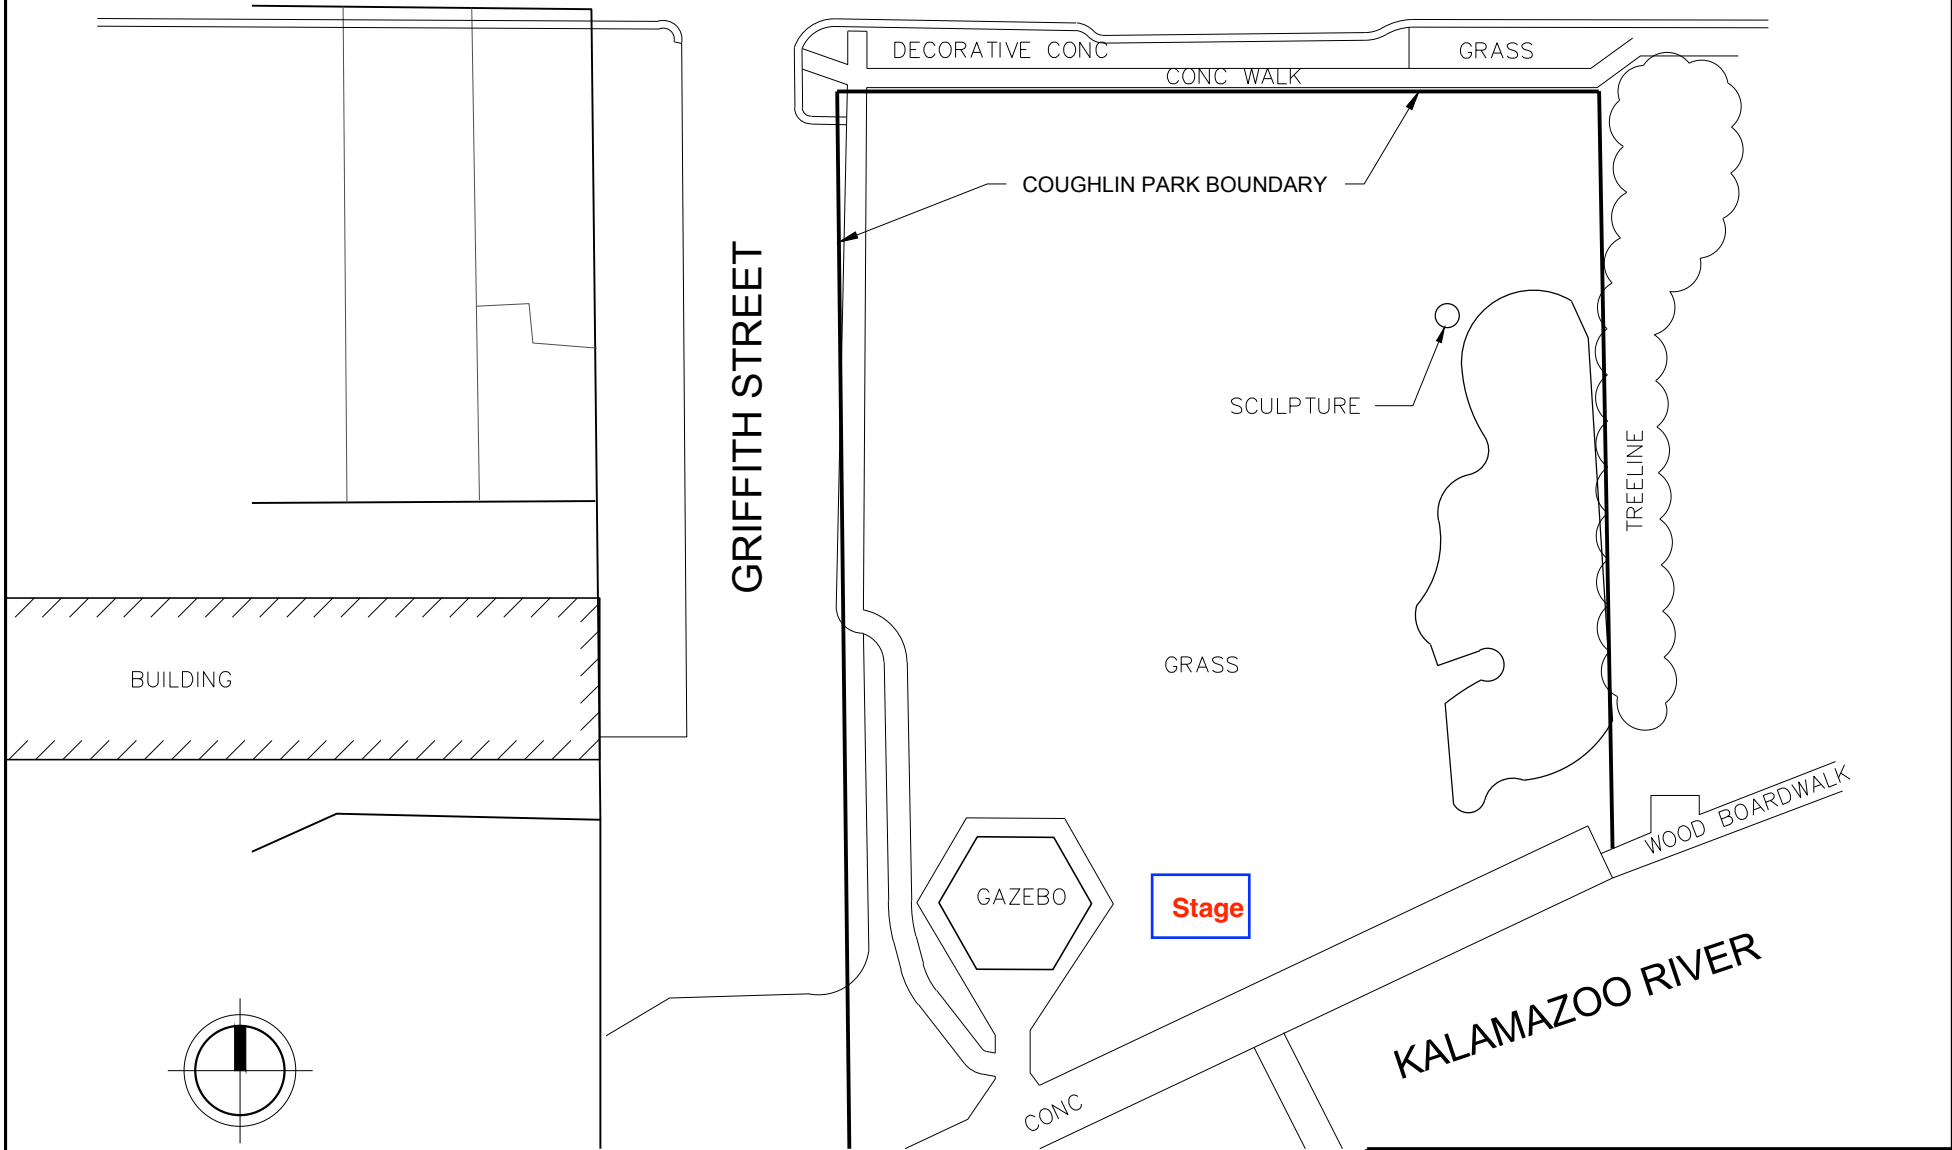 DECORATIVE CONC
GRASS
CONC WALK
COUGHLIN PARK BOUNDARY
GRIFFITH STREET
SCULPTURE
TREELINE
GRASS
BUILDING
WOOD BOARDWALK
GAZEBO
Stage
KALAMAZOO RIVER
CONC